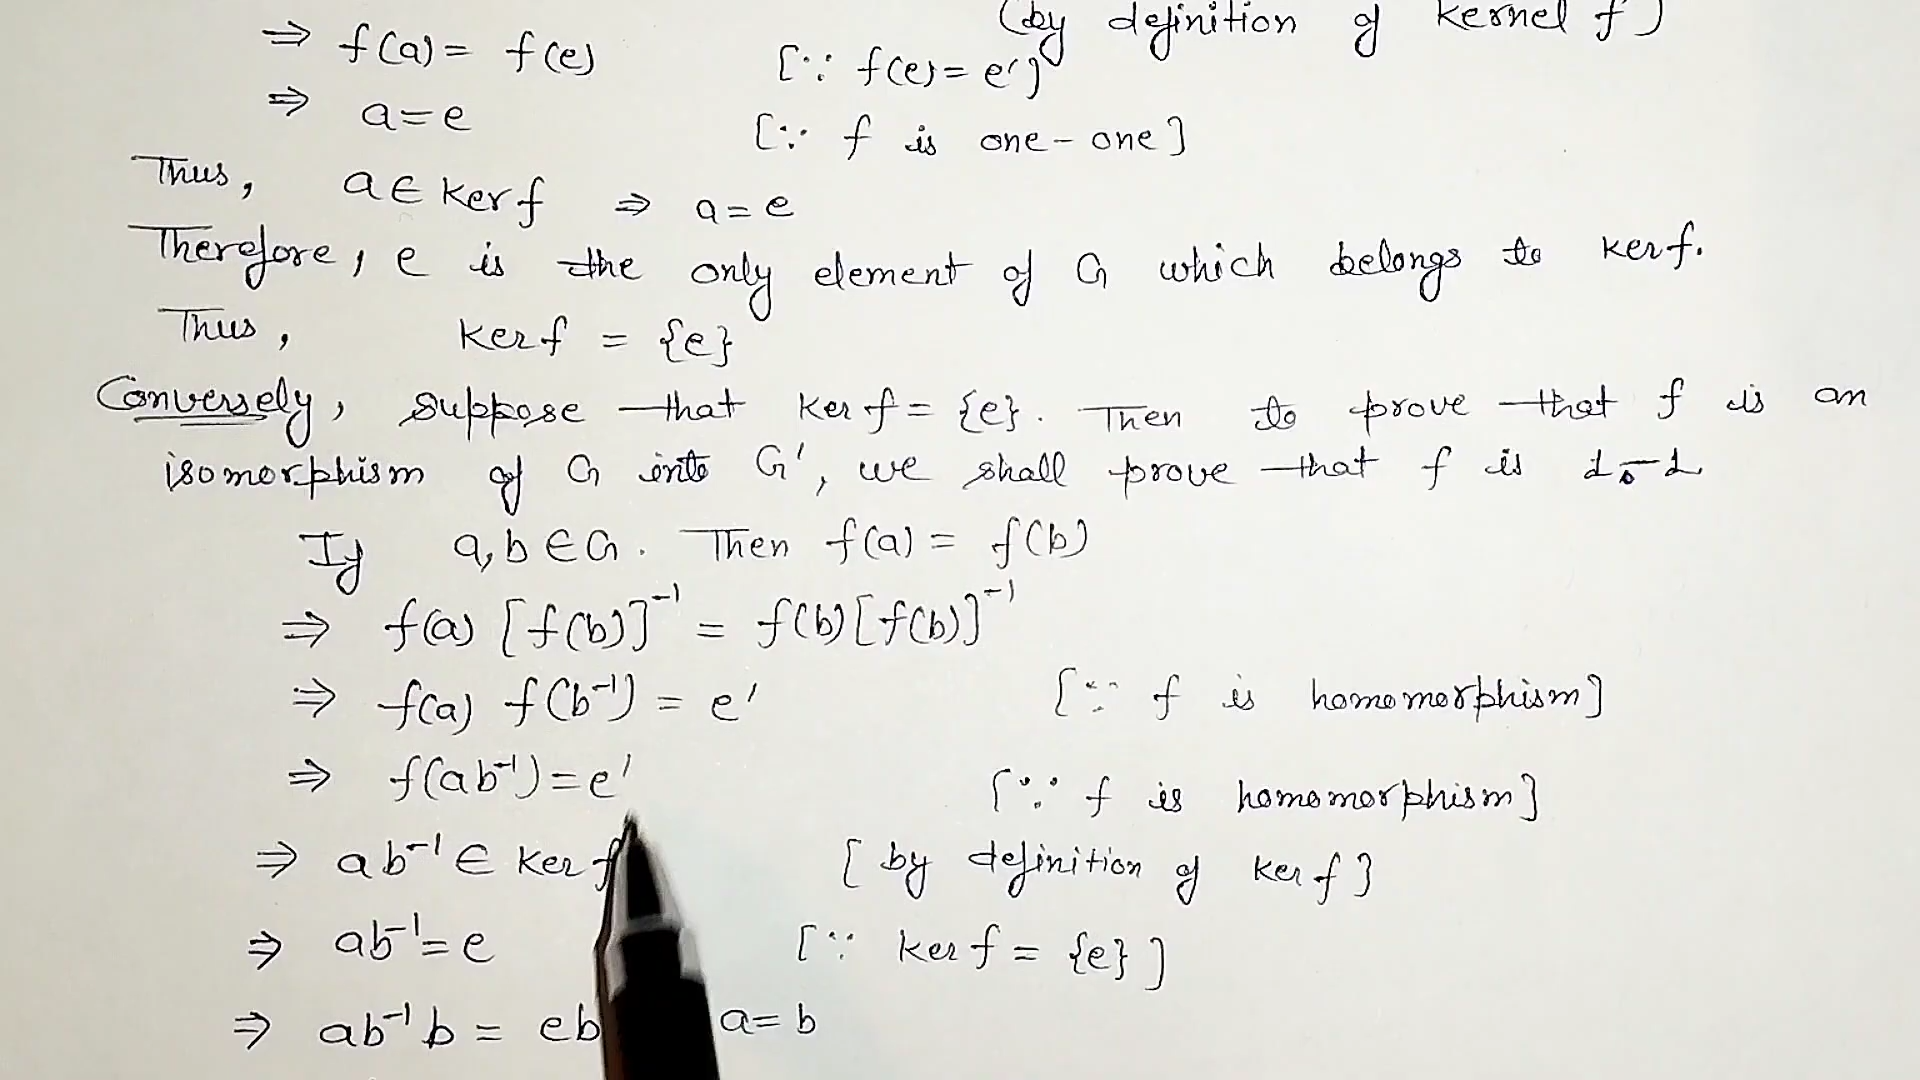 (by definition of kernel f)
⇒ f(a) = f(e) [∵ f(e) = e']
⇒ a = e [∵ f is one-one]
Thus, a ∈ ker f ⇒ a = e
Therefore, e is the only element of G which belongs to ker f.
Thus, ker f = {e}
Conversely, suppose that ker f = {e}. Then to prove that f is an
isomorphism of G into G', we shall prove that f is 1-1
If a, b ∈ G. Then f(a) = f(b)
⇒ f(a) [f(b)]⁻¹ = f(b) [f(b)]⁻¹
⇒ f(a) f(b⁻¹) = e' [∵ f is homomorphism]
⇒ f(ab⁻¹) = e' [∵ f is homomorphism]
⇒ ab⁻¹ ∈ ker f [by definition of ker f]
⇒ ab⁻¹ = e [∵ ker f = {e}]
⇒ ab⁻¹b = eb a = b